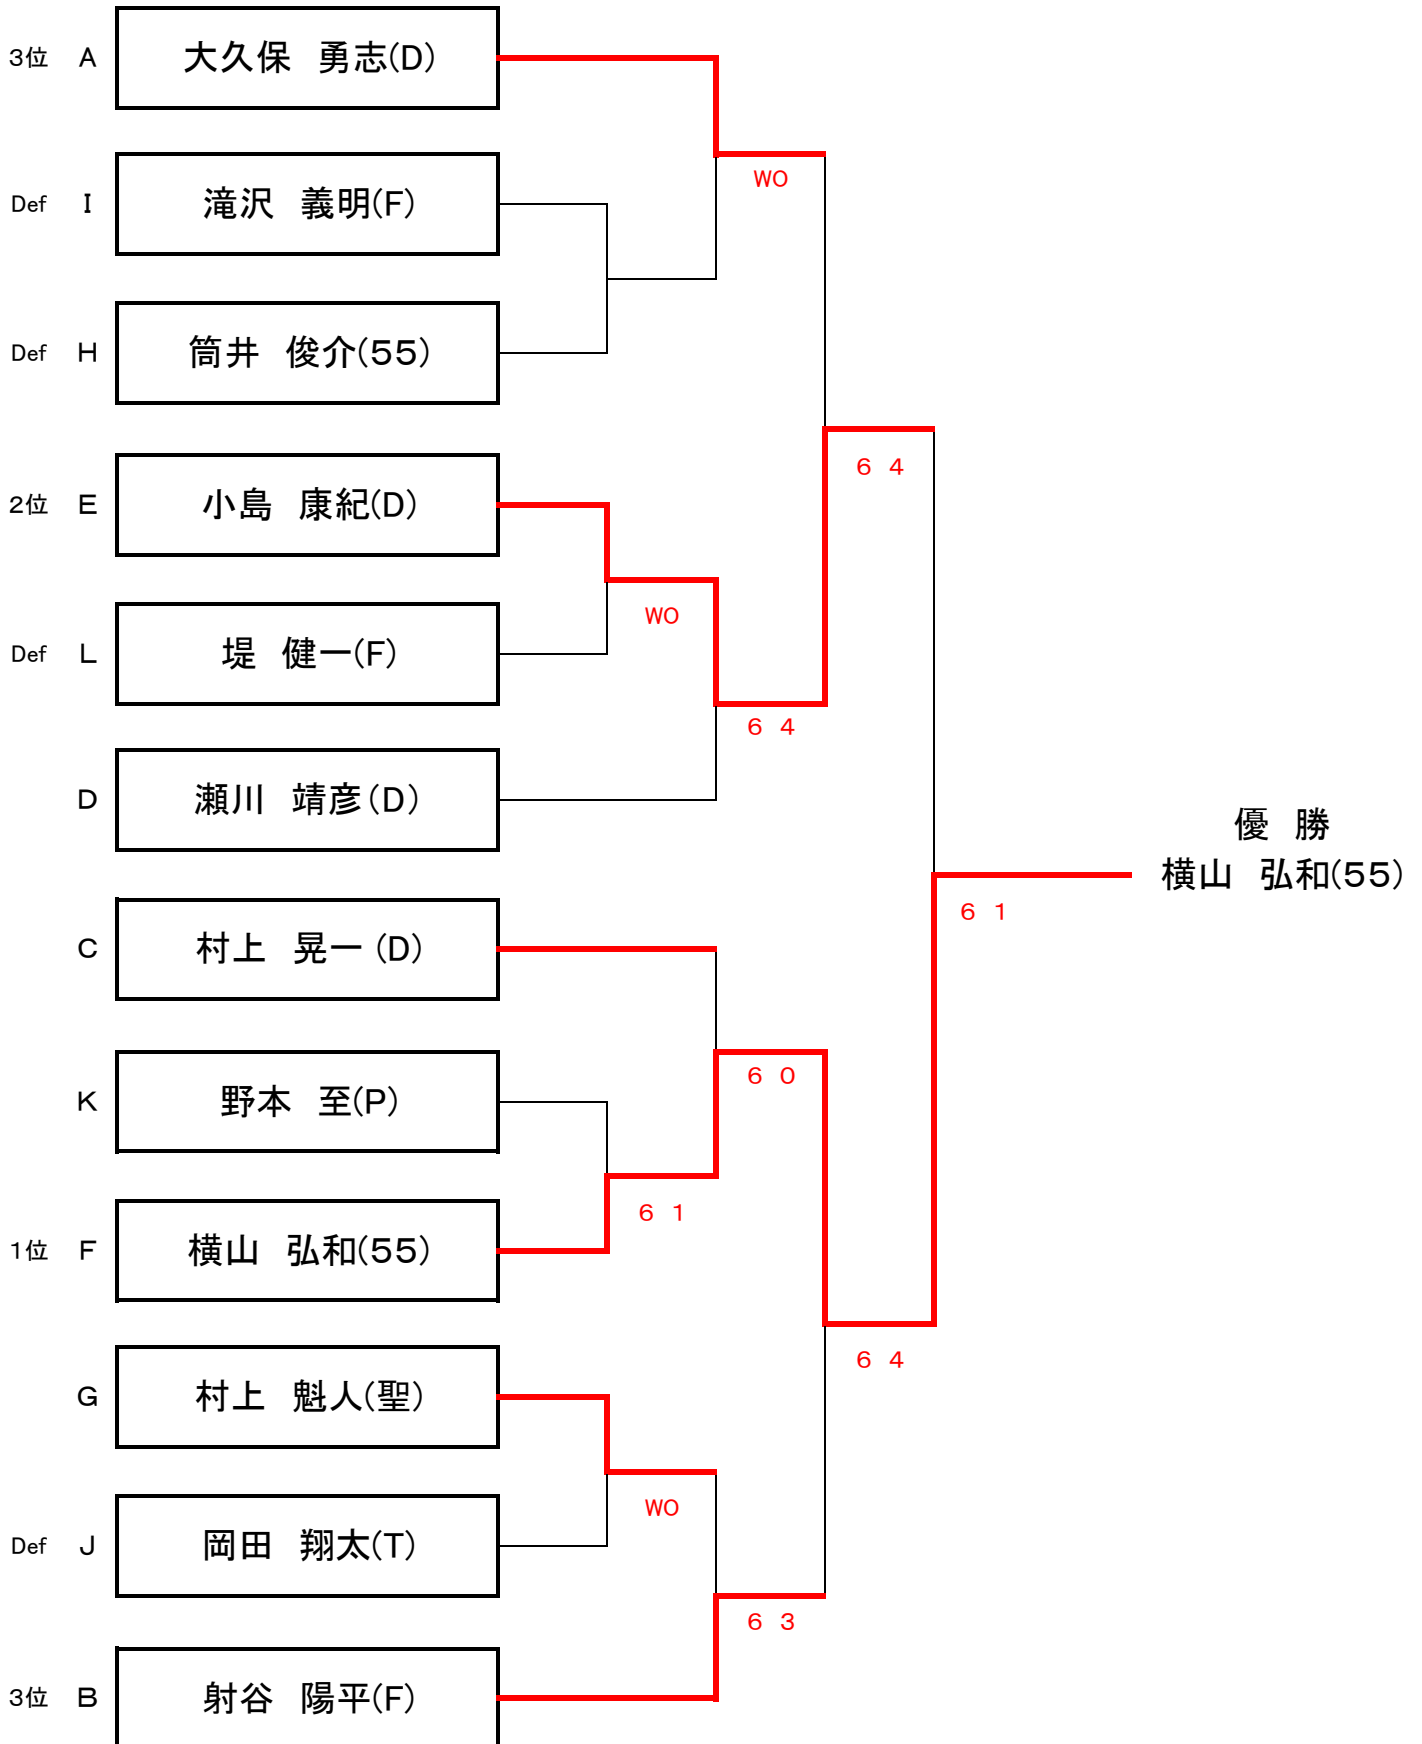 3位 A 大久保 勇志(D)
WO
Def I 滝沢 義明(F)
Def H 筒井 俊介(55)
6 4
2位 E 小島 康紀(D)
WO
Def L 堤 健一(F)
6 4
D 瀬川 靖彦(D)
優 勝
横山 弘和(55)
6 1
C 村上 晃一(D)
6 0
K 野本 至(P)
6 1
1位 F 横山 弘和(55)
6 4
G 村上 魁人(聖)
WO
Def J 岡田 翔太(T)
6 3
3位 B 射谷 陽平(F)